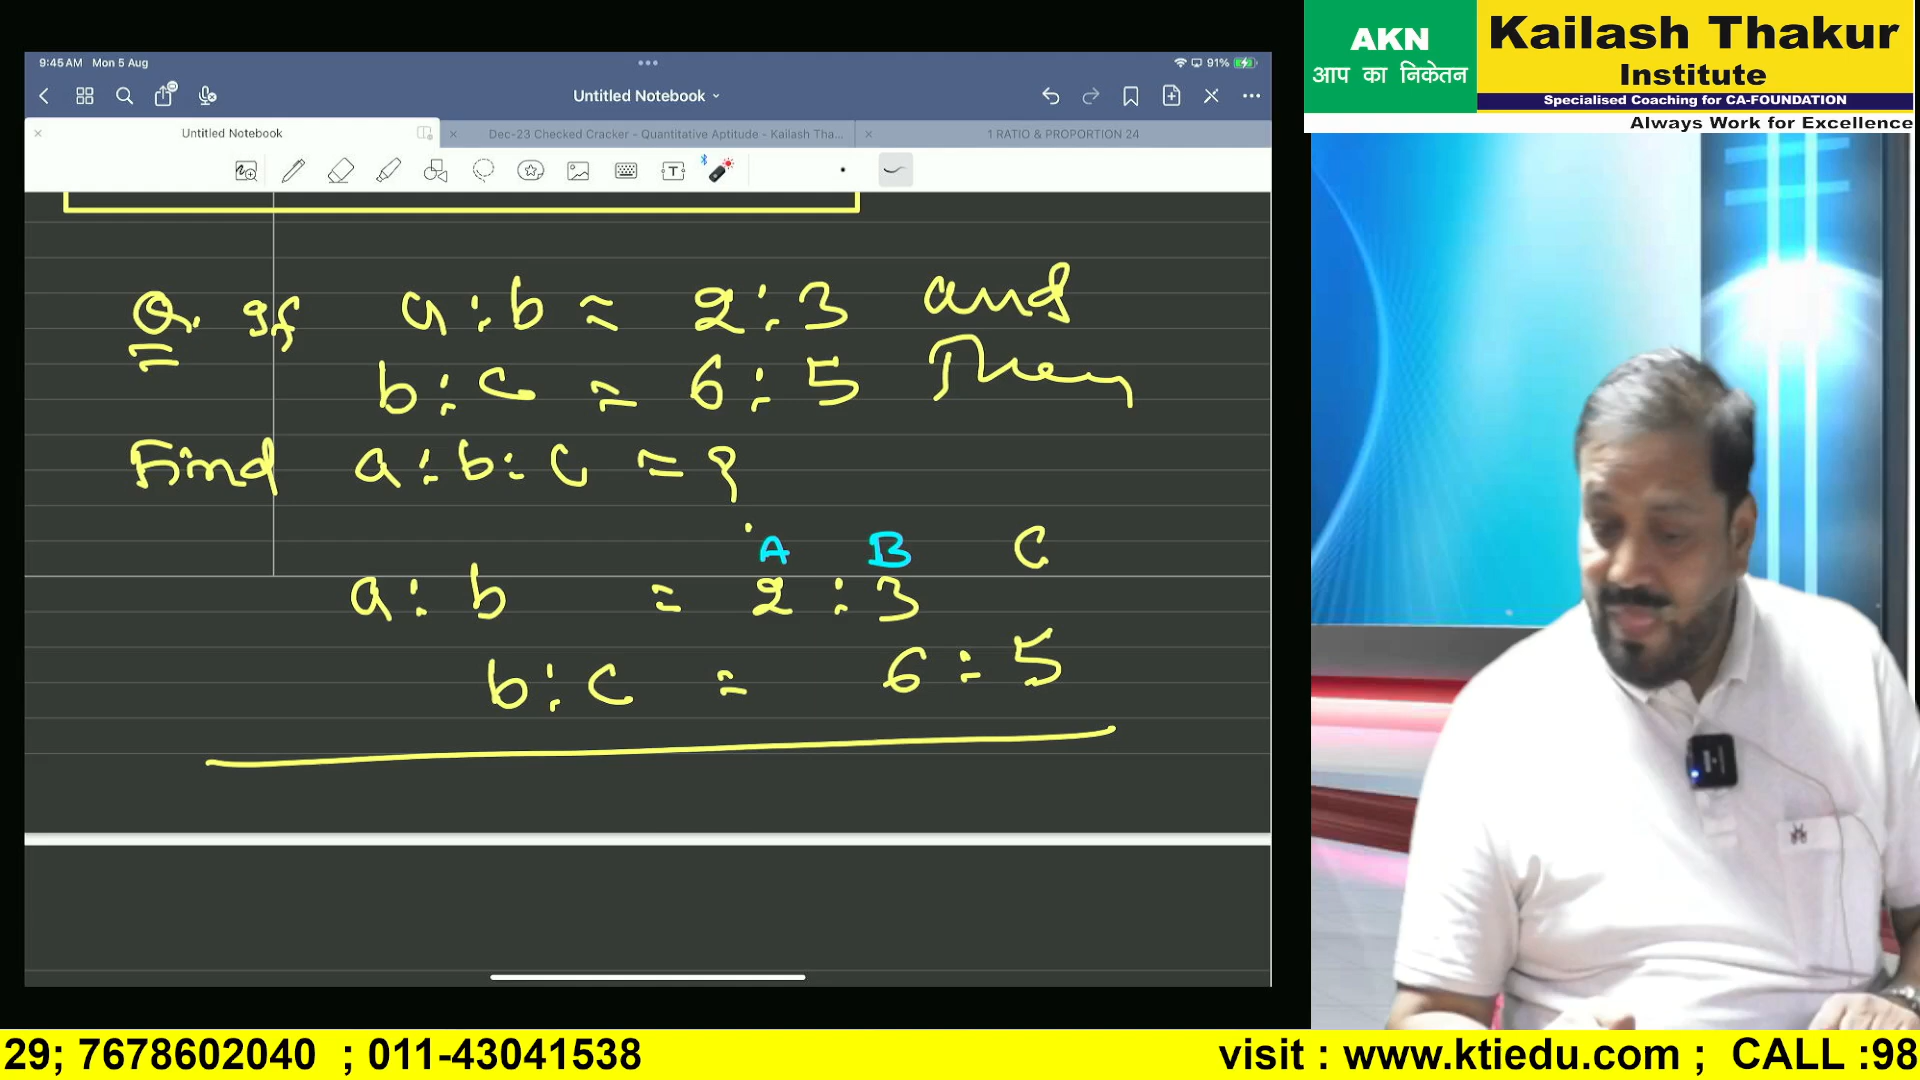 9:45 AM Mon 5 Aug
91%
Untitled Notebook
Untitled Notebook
Dec-23 Checked Cracker - Quantitative Aptitude - Kailash Tha...
1 RATIO & PROPORTION 24
Q. If a : b = 2 : 3 and
b : c = 6 : 5 Then
Find a : b : c = ?
A B C
a : b = 2 : 3
b : c = 6 : 5
AKN
आप का निकेतन
Kailash Thakur
Institute
Specialised Coaching for CA-FOUNDATION
Always Work for Excellence
29; 7678602040 ; 011-43041538
visit : www.ktiedu.com ; CALL :98